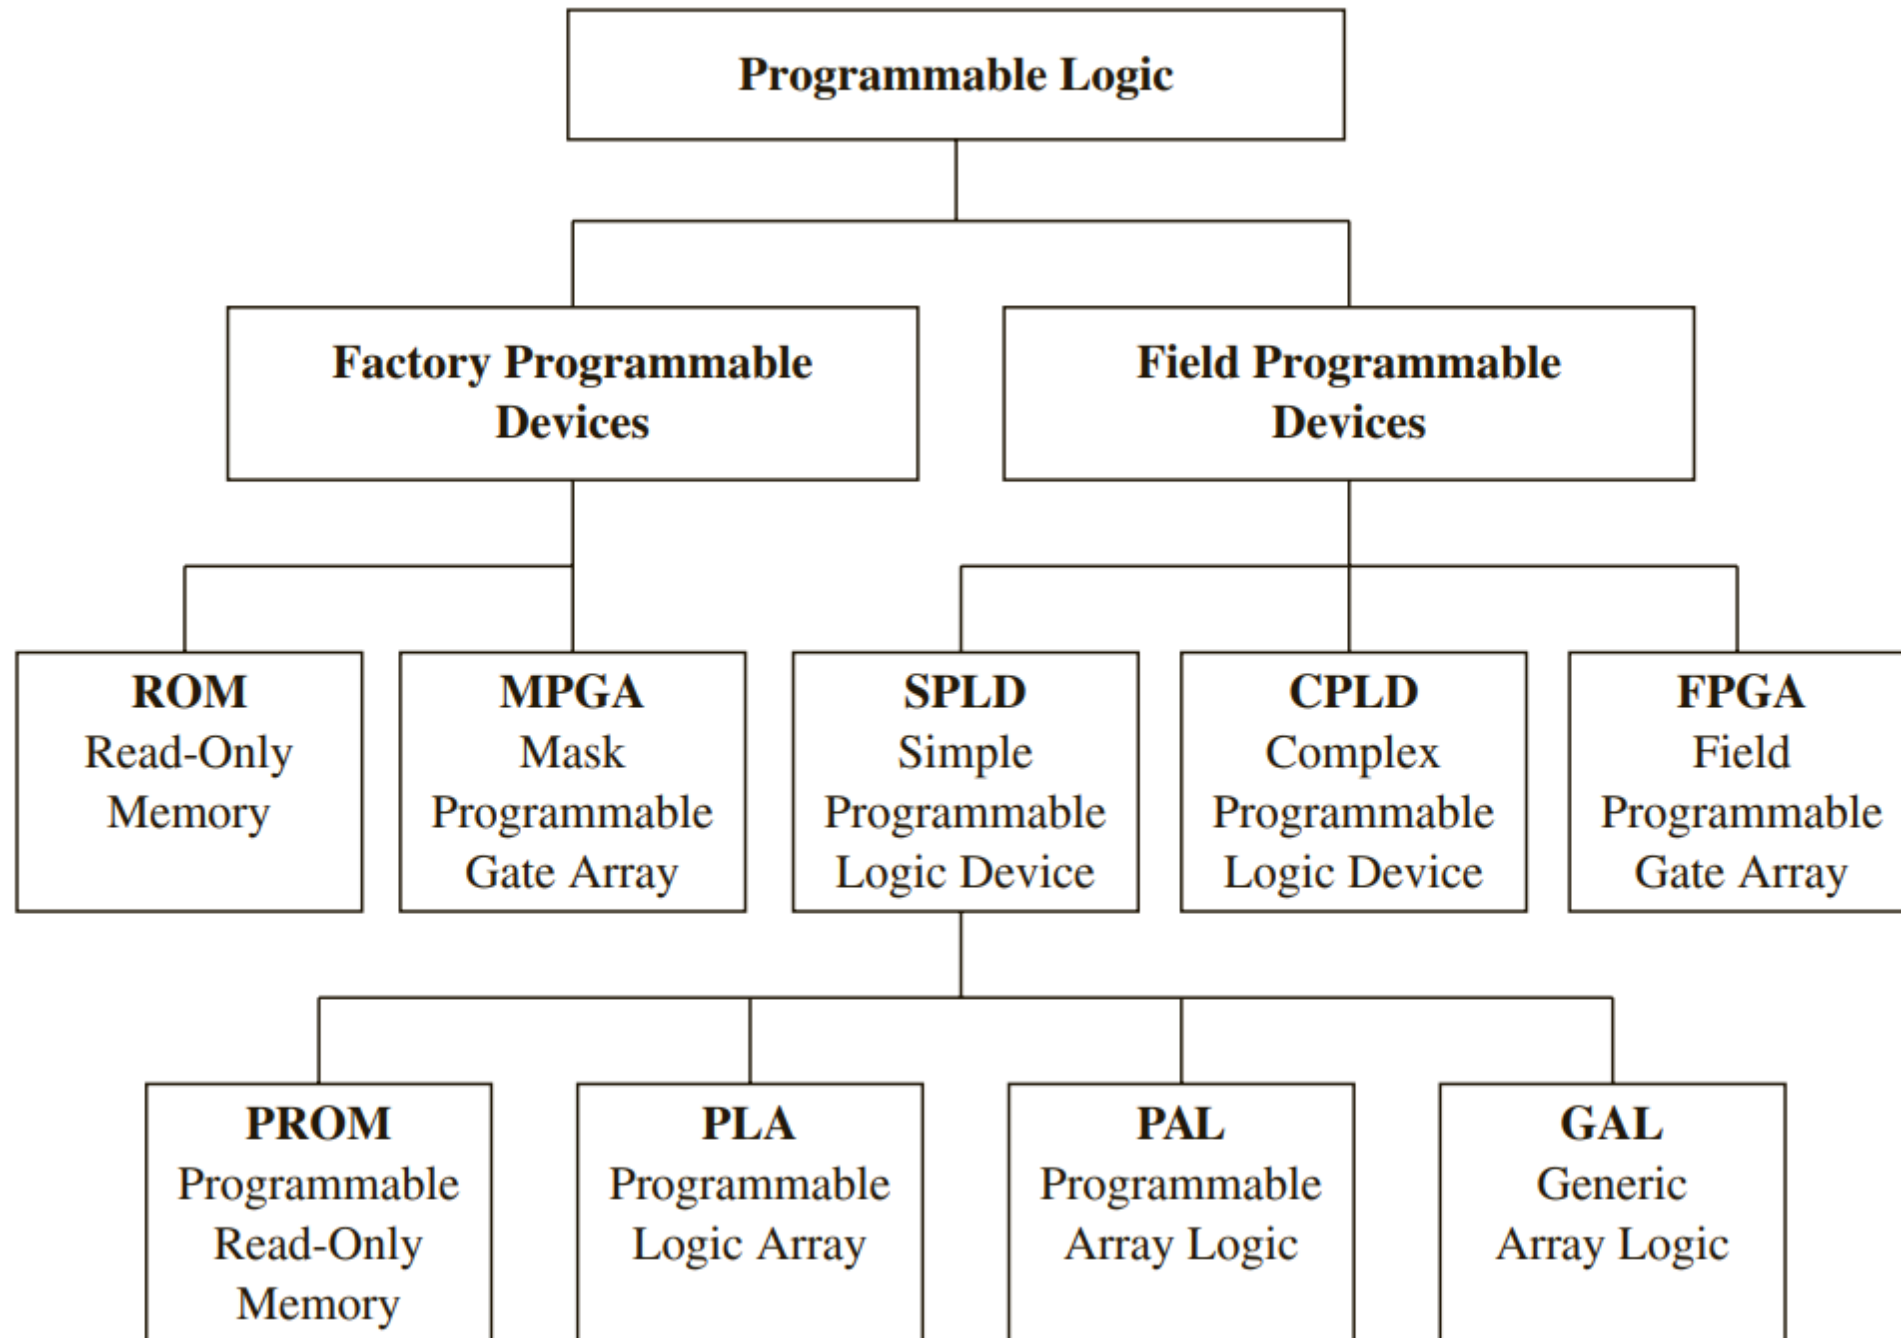 Programmable Logic
Factory Programmable
Devices
Field Programmable
Devices
ROM
Read-Only
Memory
MPGA
Mask
Programmable
Gate Array
SPLD
Simple
Programmable
Logic Device
CPLD
Complex
Programmable
Logic Device
FPGA
Field
Programmable
Gate Array
PROM
Programmable
Read-Only
Memory
PLA
Programmable
Logic Array
PAL
Programmable
Array Logic
GAL
Generic
Array Logic